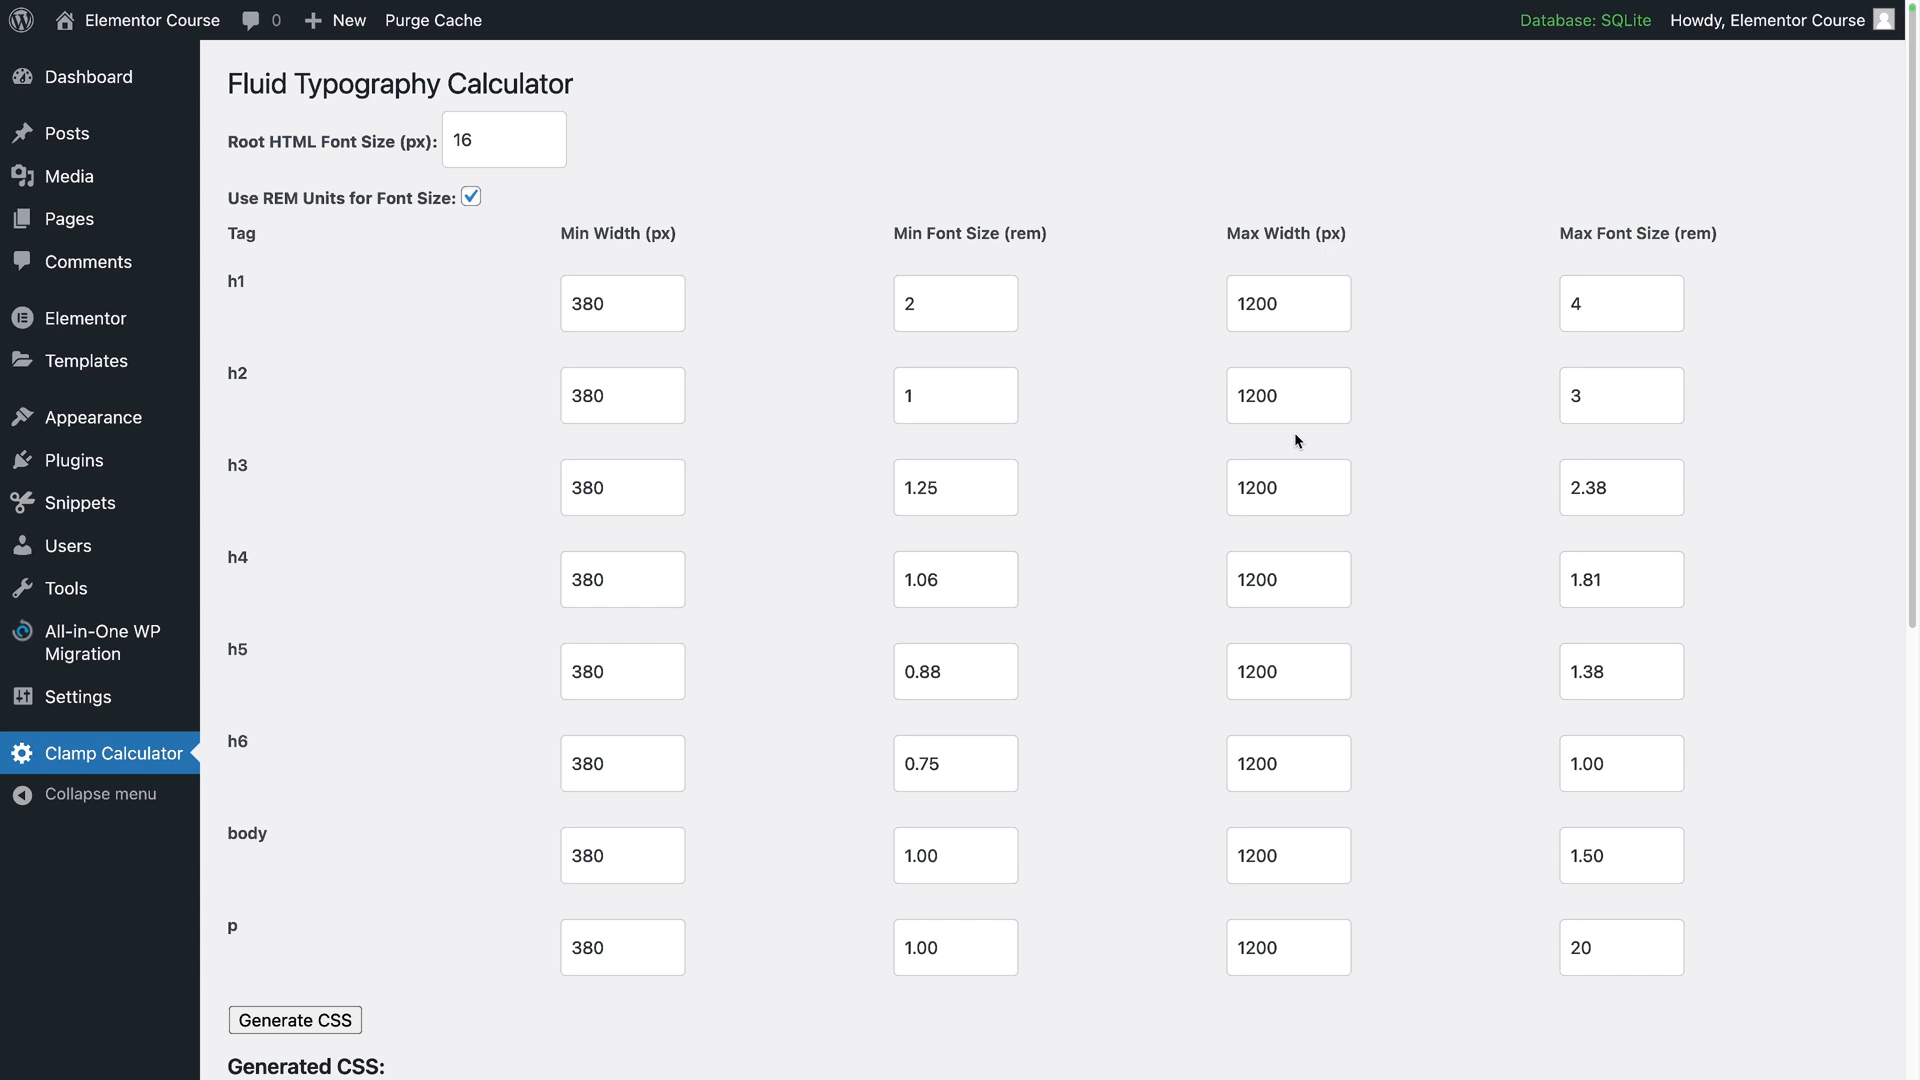 Elementor Course
0
New
Purge Cache
Database: SQLite
Howdy, Elementor Course
Dashboard
Posts
Media
Pages
Comments
Elementor
Templates
Appearance
Plugins
Snippets
Users
Tools
All-in-One WP
Migration
Settings
Clamp Calculator
Collapse menu
Fluid Typography Calculator
Root HTML Font Size (px): 16
Use REM Units for Font Size:
Tag Min Width (px) Min Font Size (rem) Max Width (px) Max Font Size (rem)
h1 380 2 1200 4
h2 380 1 1200 3
h3 380 1.25 1200 2.38
h4 380 1.06 1200 1.81
h5 380 0.88 1200 1.38
h6 380 0.75 1200 1.00
body 380 1.00 1200 1.50
p 380 1.00 1200 20
Generate CSS
Generated CSS: